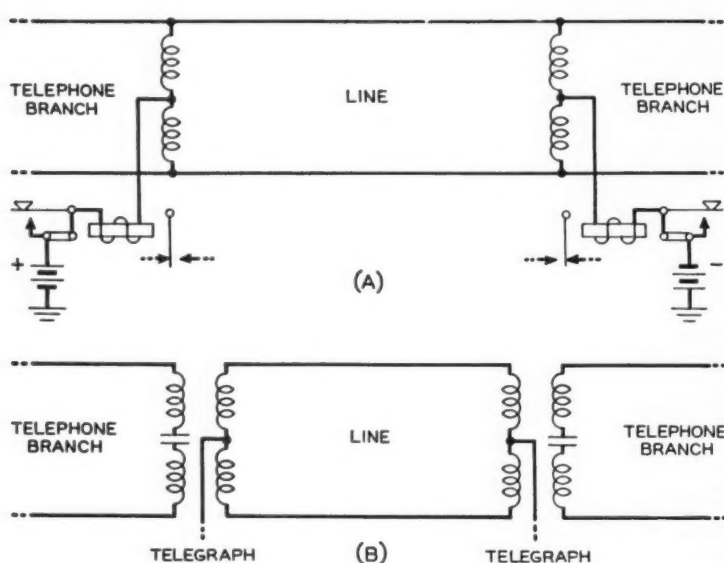 TELEPHONE
BRANCH
LINE
TELEPHONE
BRANCH
+
−
(A)
TELEPHONE
BRANCH
LINE
TELEPHONE
BRANCH
TELEGRAPH
(B)
TELEGRAPH